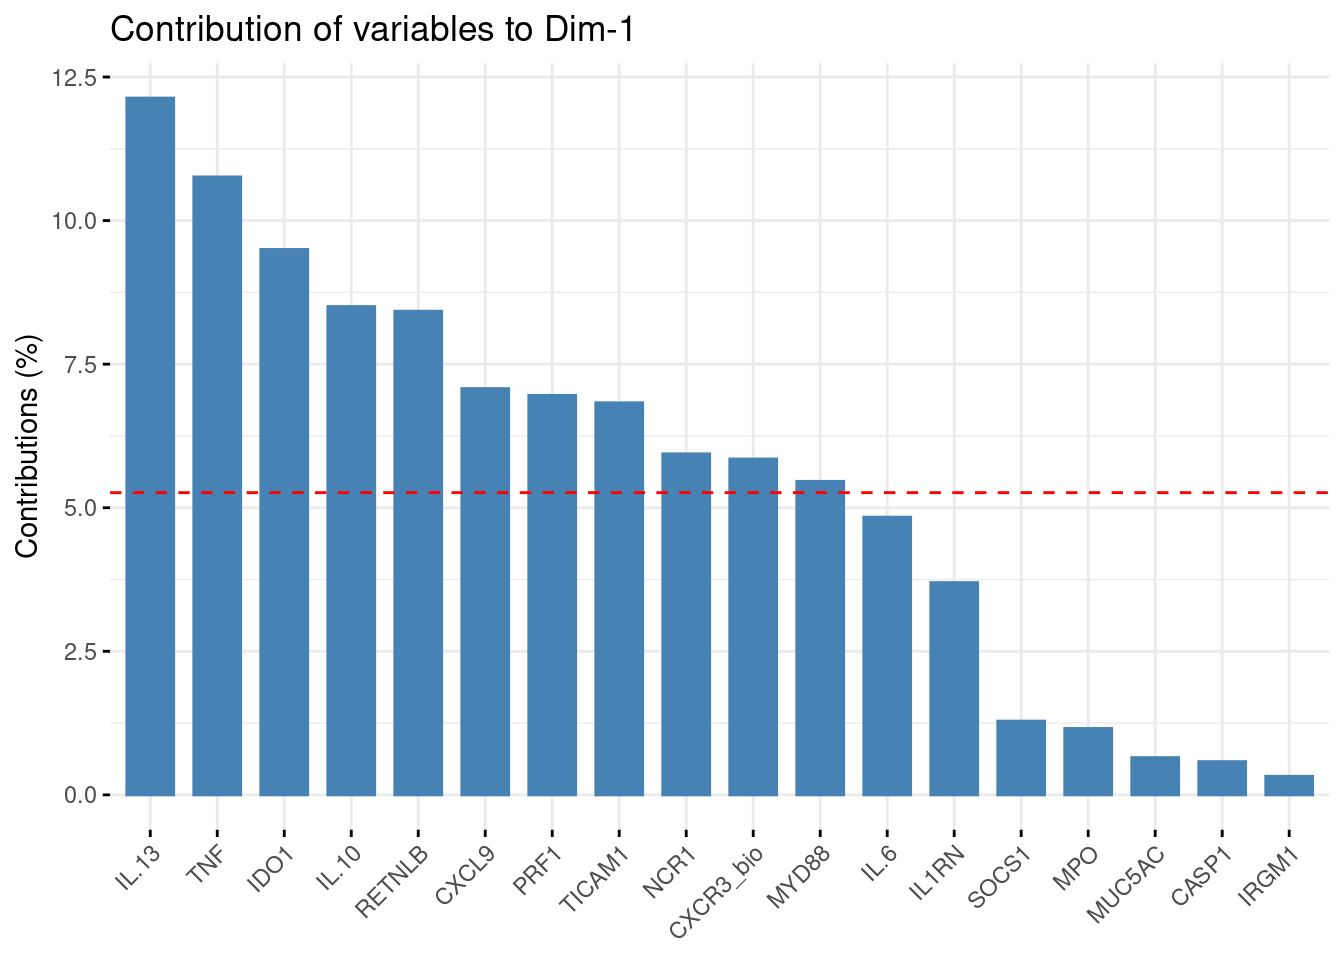 Contribution of variables to Dim-1
Contributions (%)
12.5
10.0
7.5
5.0
2.5
0.0
IL.13
TNF
IDO1
IL.10
RETNLB
CXCL9
PRF1
TICAM1
NCR1
CXCR3_bio
MYD88
IL.6
IL1RN
SOCS1
MPO
MUC5AC
CASP1
IRGM1